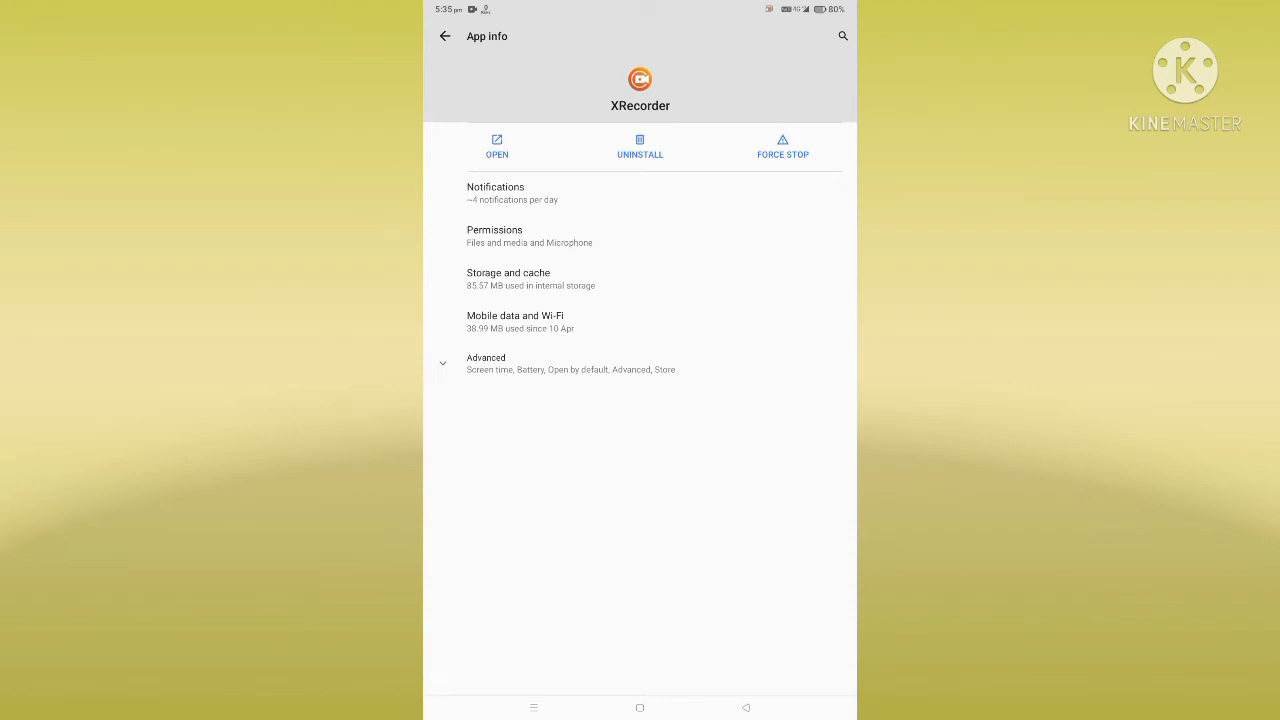 5:35 pm
80%
App info
KINEMASTER
XRecorder
OPEN
UNINSTALL
FORCE STOP
Notifications
~4 notifications per day
Permissions
Files and media and Microphone
Storage and cache
85.57 MB used in internal storage
Mobile data and Wi-Fi
38.99 MB used since 10 Apr
Advanced
Screen time, Battery, Open by default, Advanced, Store